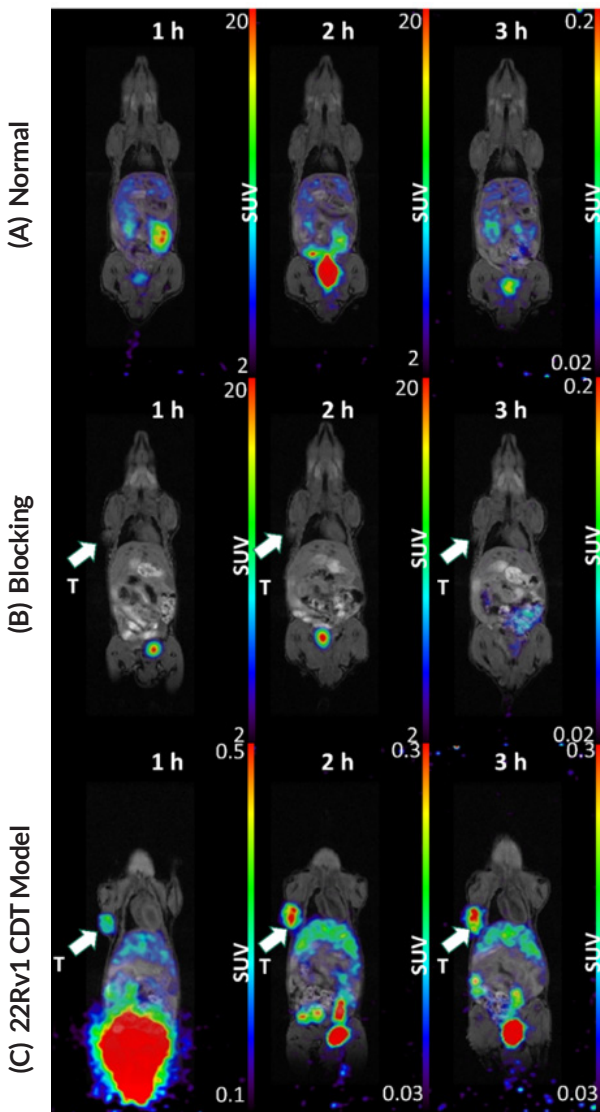 (A) Normal
1 h
20
SUV
2
2 h
20
SUV
2
3 h
0.2
SUV
0.02
(B) Blocking
1 h
20
SUV
2
T
2 h
20
SUV
2
T
3 h
0.2
SUV
0.02
T
(C) 22Rv1 CDT Model
1 h
0.5
SUV
0.1
T
2 h
0.3
SUV
0.03
T
3 h
0.3
SUV
0.03
T